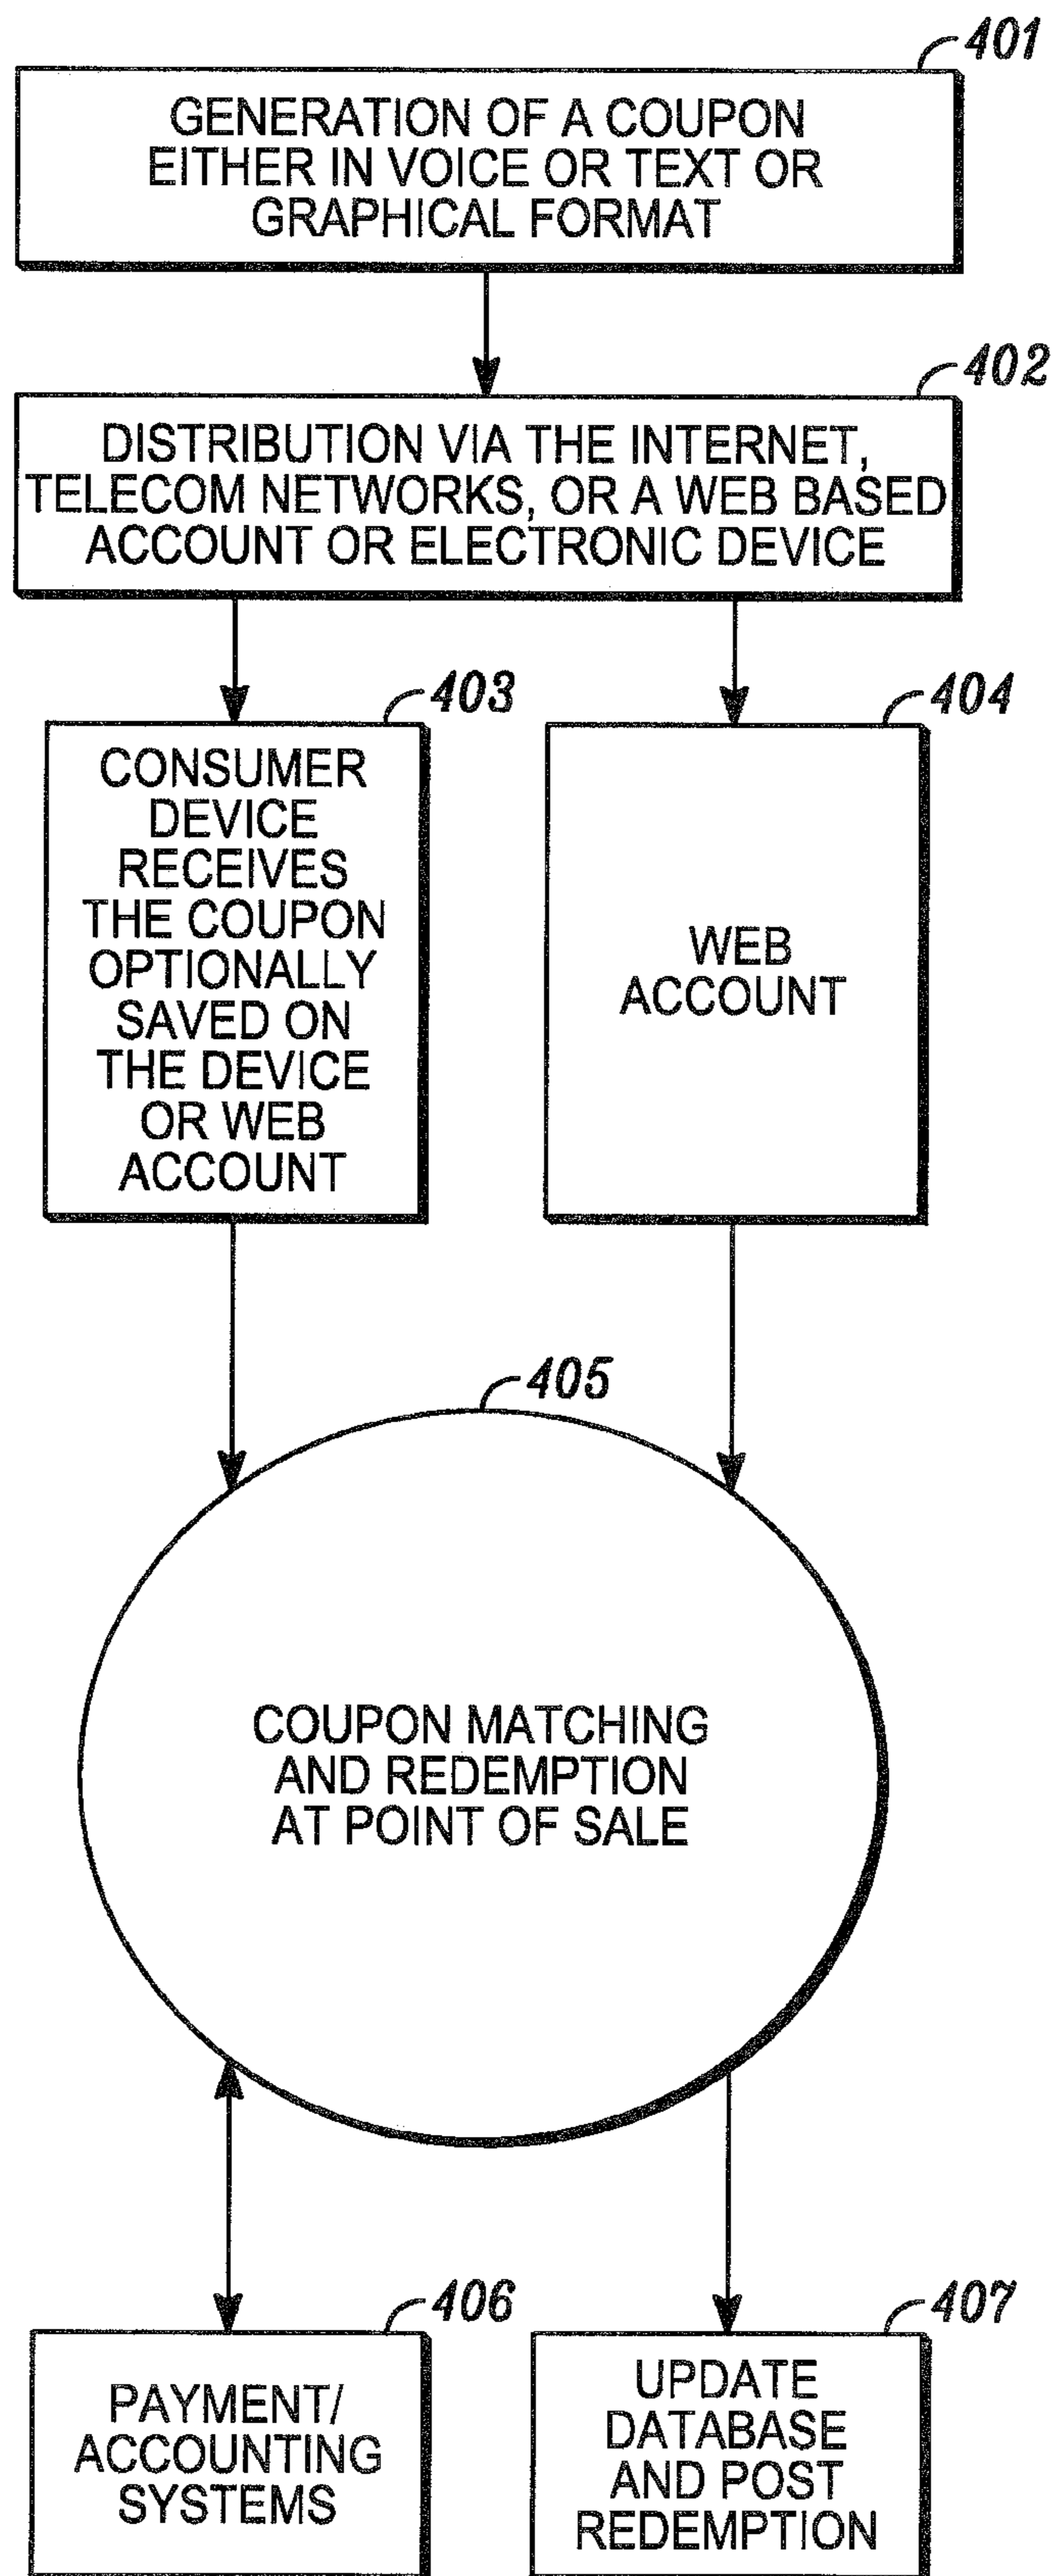 401
GENERATION OF A COUPON
EITHER IN VOICE OR TEXT OR
GRAPHICAL FORMAT
402
DISTRIBUTION VIA THE INTERNET,
TELECOM NETWORKS, OR A WEB BASED
ACCOUNT OR ELECTRONIC DEVICE
403
CONSUMER
DEVICE
RECEIVES
THE COUPON
OPTIONALLY
SAVED ON
THE DEVICE
OR WEB
ACCOUNT
404
WEB
ACCOUNT
405
COUPON MATCHING
AND REDEMPTION
AT POINT OF SALE
406
PAYMENT/
ACCOUNTING
SYSTEMS
407
UPDATE
DATABASE
AND POST
REDEMPTION